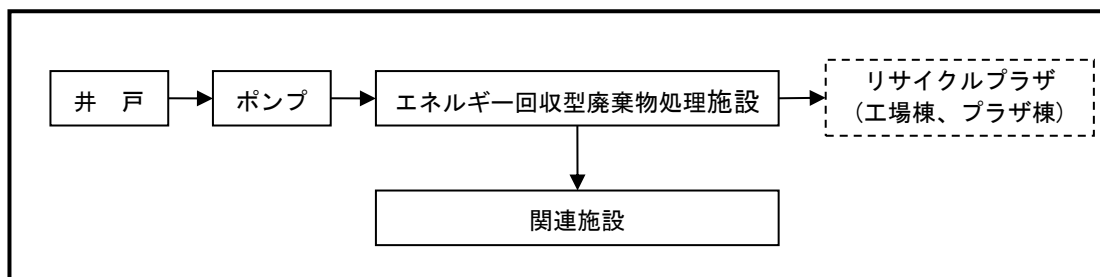 井　戸
ポンプ
エネルギー回収型廃棄物処理施設
リサイクルプラザ
（工場棟、プラザ棟）
関連施設